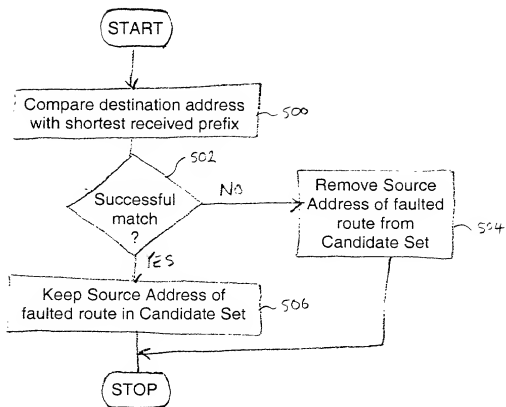 START
Compare destination address
with shortest received prefix
500
502
Successful
match
?
NO
Remove Source
Address of faulted
route from
Candidate Set
504
YES
Keep Source Address of
faulted route in Candidate Set
506
STOP